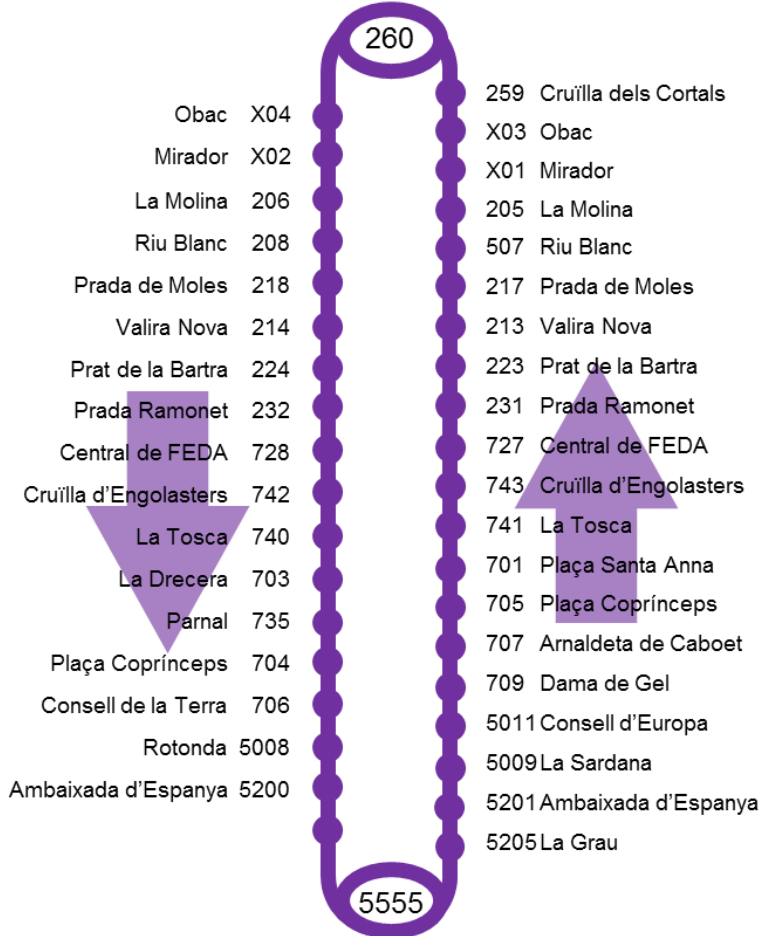 260
Obac X04
Mirador X02
La Molina 206
Riu Blanc 208
Prada de Moles 218
Valira Nova 214
Prat de la Bartra 224
Prada Ramonet 232
Central de FEDA 728
Cruïlla d’Engolasters 742
La Tosca 740
La Drecera 703
Parnal 735
Plaça Coprínceps 704
Consell de la Terra 706
Rotonda 5008
Ambaixada d’Espanya 5200
259 Cruïlla dels Cortals
X03 Obac
X01 Mirador
205 La Molina
507 Riu Blanc
217 Prada de Moles
213 Valira Nova
223 Prat de la Bartra
231 Prada Ramonet
727 Central de FEDA
743 Cruïlla d’Engolasters
741 La Tosca
701 Plaça Santa Anna
705 Plaça Coprínceps
707 Arnaldeta de Caboet
709 Dama de Gel
5011 Consell d’Europa
5009 La Sardana
5201 Ambaixada d’Espanya
5205 La Grau
5555